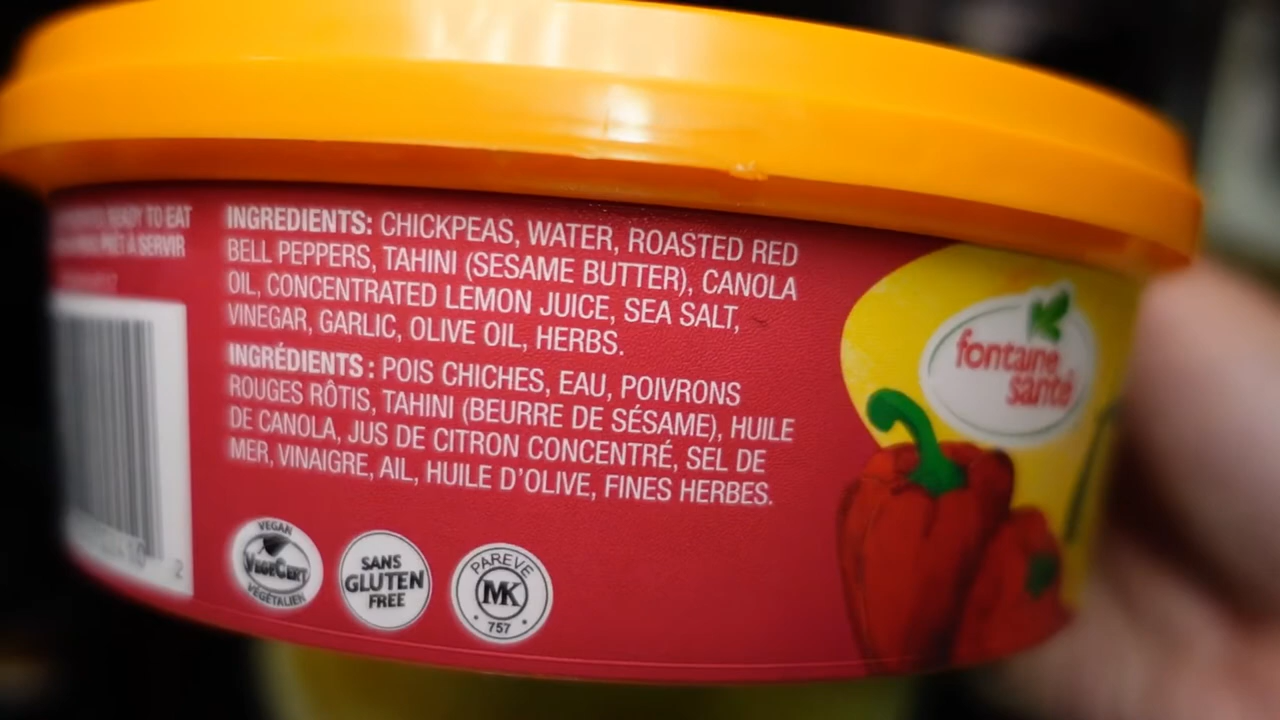 READY TO EAT
PRÊT À SERVIR
INGREDIENTS: CHICKPEAS, WATER, ROASTED RED
BELL PEPPERS, TAHINI (SESAME BUTTER), CANOLA
OIL, CONCENTRATED LEMON JUICE, SEA SALT,
VINEGAR, GARLIC, OLIVE OIL, HERBS.
INGRÉDIENTS : POIS CHICHES, EAU, POIVRONS
ROUGES RÔTIS, TAHINI (BEURRE DE SÉSAME), HUILE
DE CANOLA, JUS DE CITRON CONCENTRÉ, SEL DE
MER, VINAIGRE, AIL, HUILE D'OLIVE, FINES HERBES.
fontaine
santé
VEGAN
VEGECERT
VÉGÉTALIEN
SANS
GLUTEN
FREE
PAREVE
MK
• 757 •
2